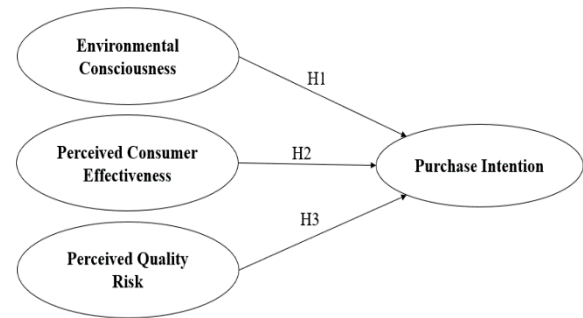 Environmental
Consciousness
H1
Perceived Consumer
Effectiveness
H2
Purchase Intention
H3
Perceived Quality
Risk